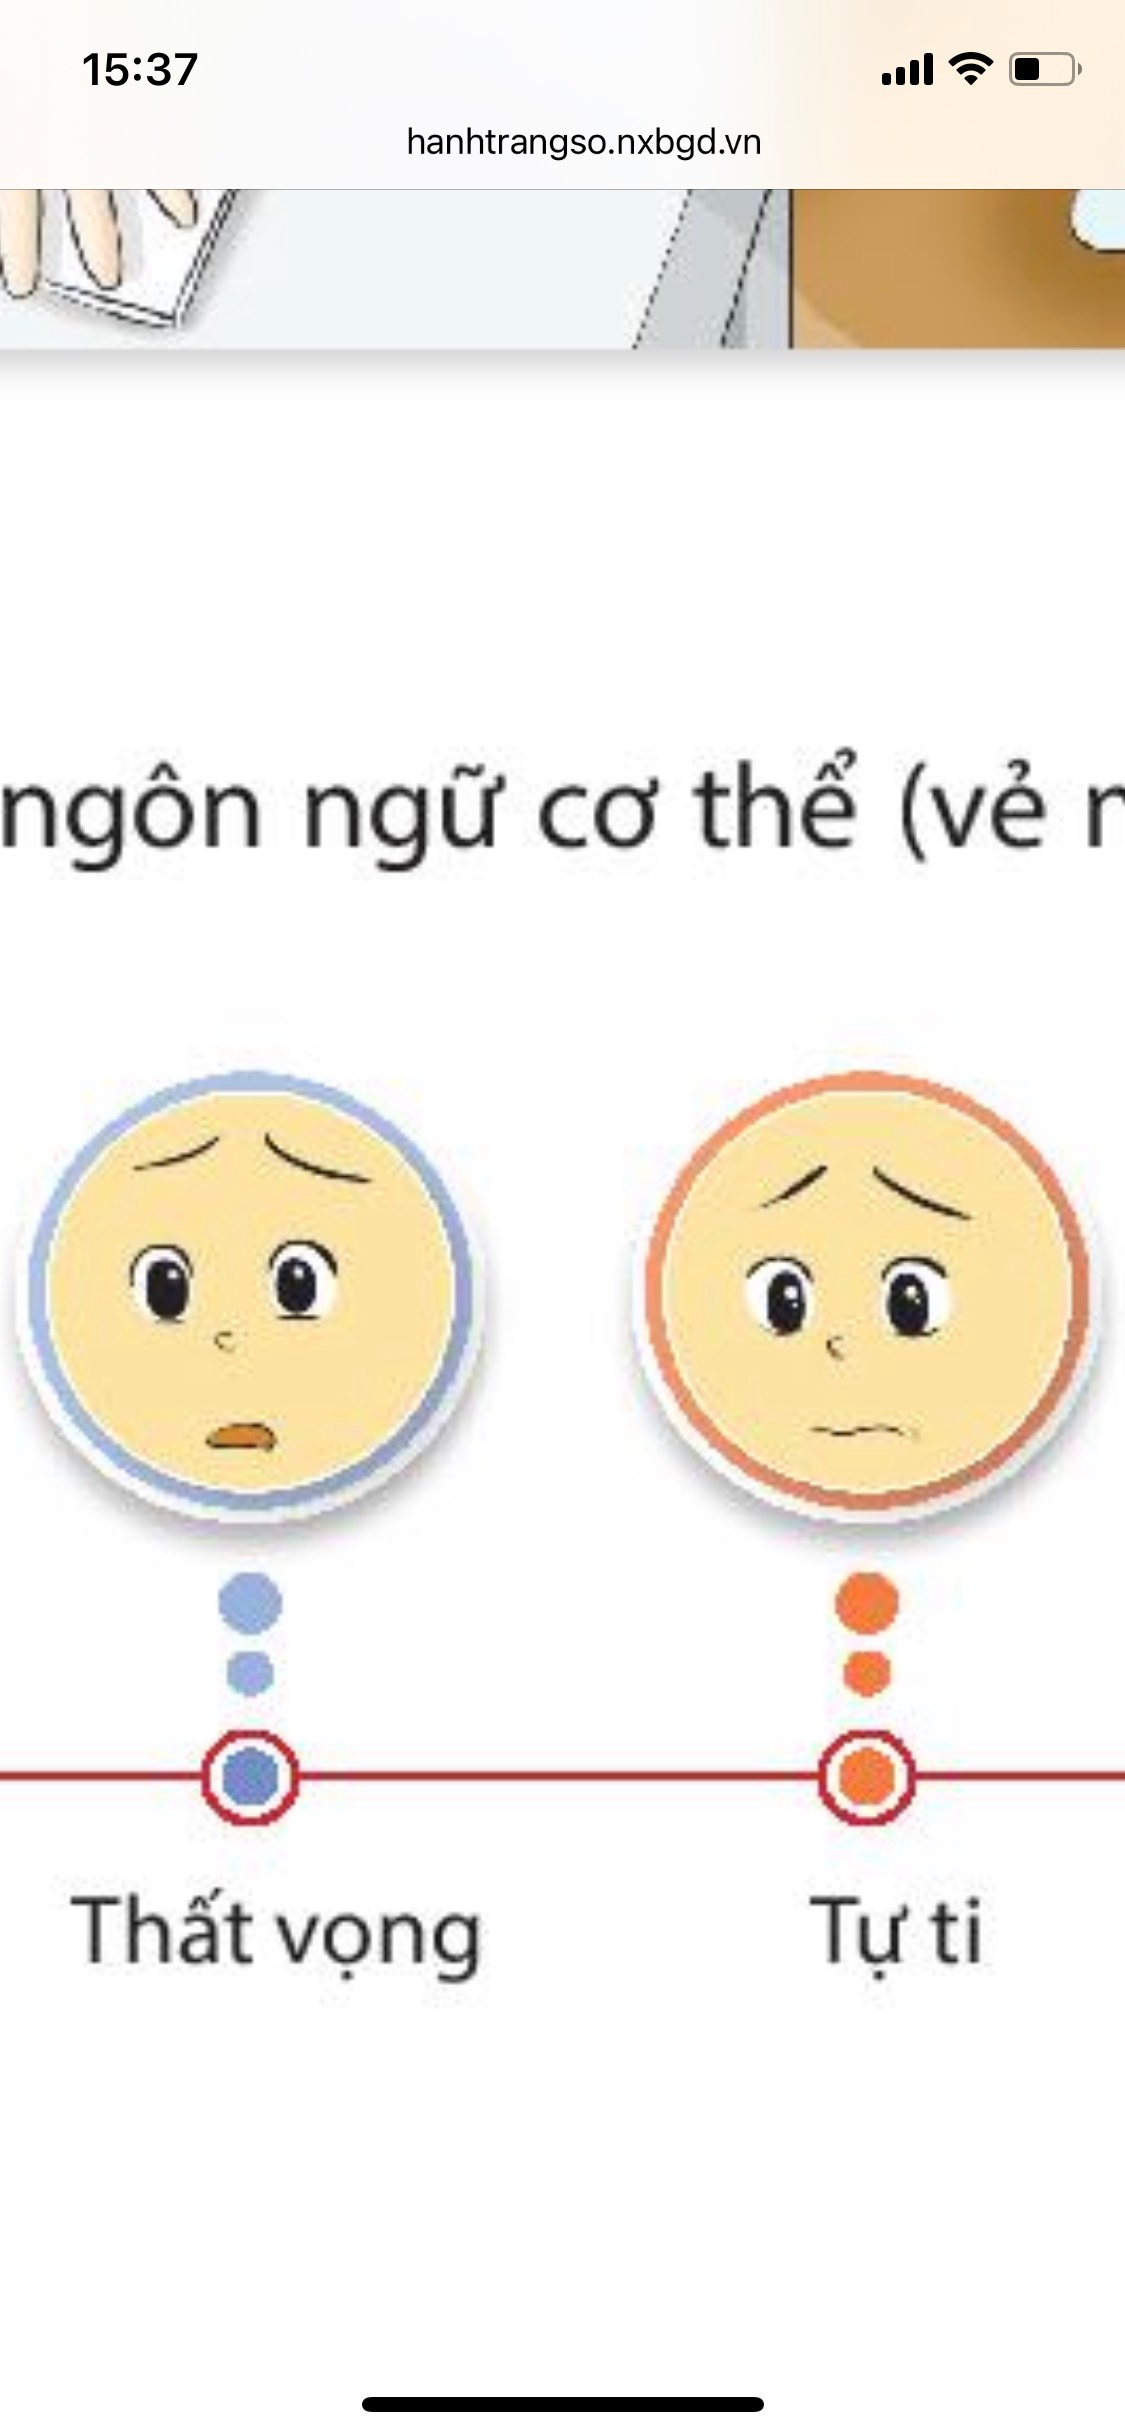 15:37
hanhtrangso.nxbgd.vn
ngôn ngữ cơ thể (vẻ
Thất vọng
Tự ti